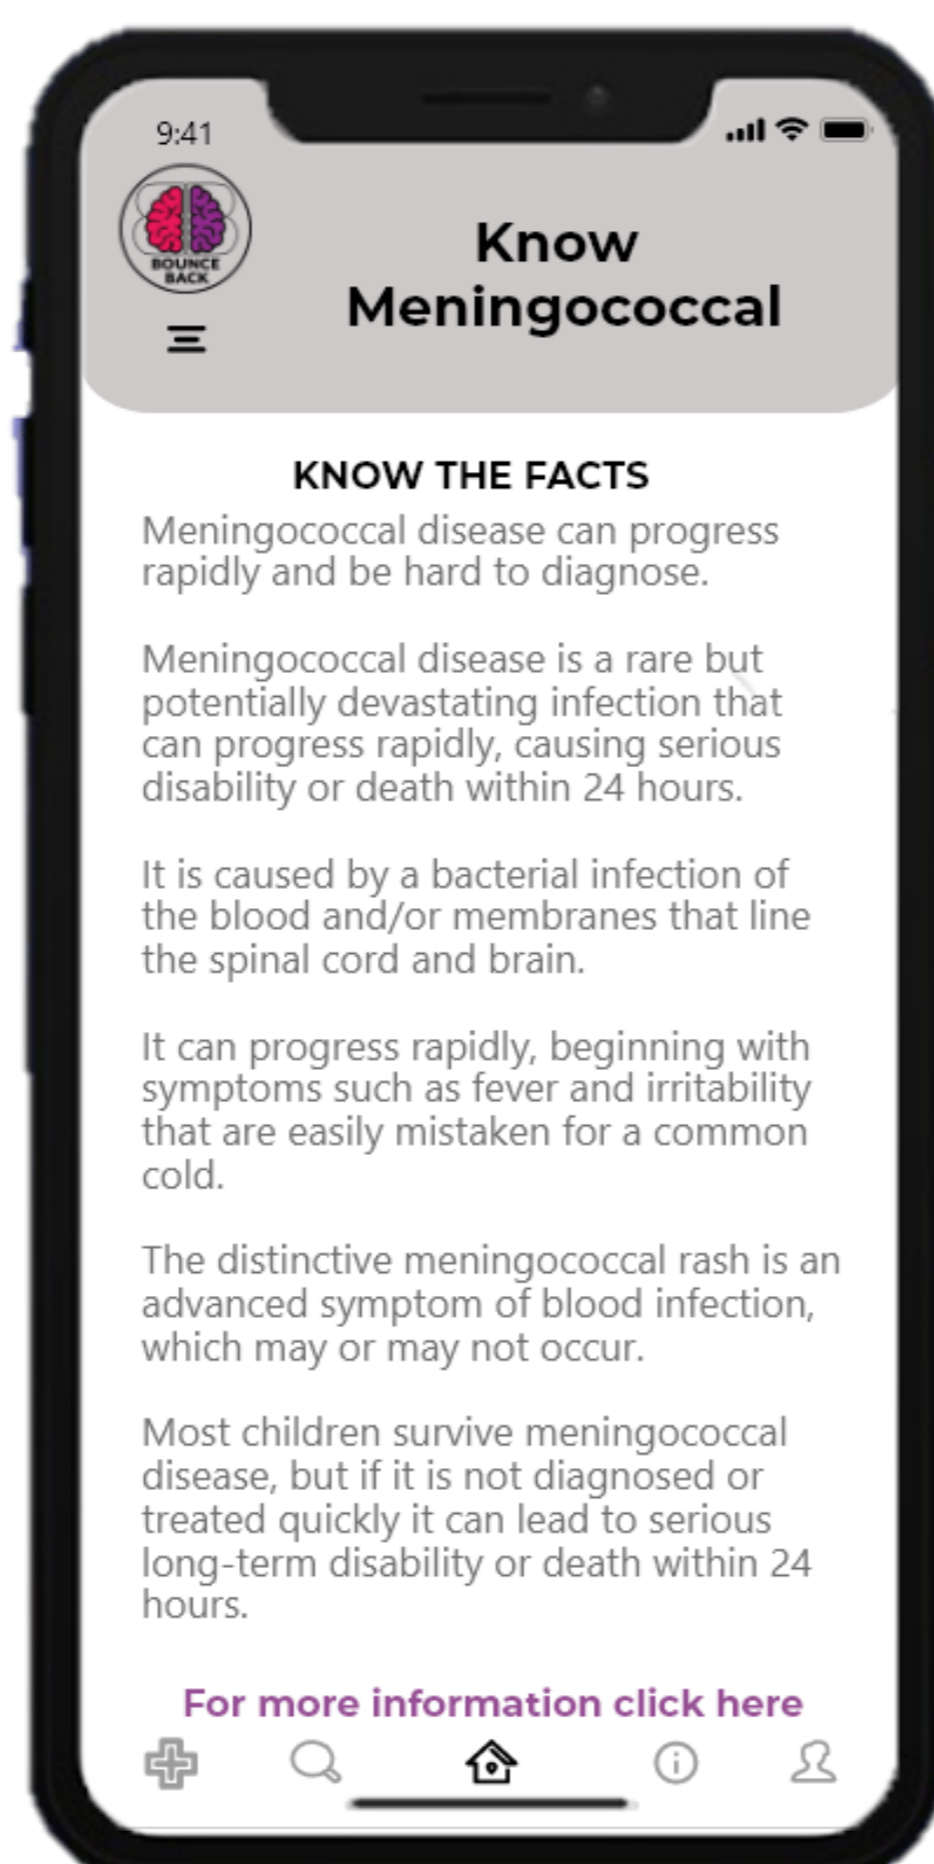 9:41
BOUNCE
BACK
Know
Meningococcal
KNOW THE FACTS
Meningococcal disease can progress
rapidly and be hard to diagnose.
Meningococcal disease is a rare but
potentially devastating infection that
can progress rapidly, causing serious
disability or death within 24 hours.
It is caused by a bacterial infection of
the blood and/or membranes that line
the spinal cord and brain.
It can progress rapidly, beginning with
symptoms such as fever and irritability
that are easily mistaken for a common
cold.
The distinctive meningococcal rash is an
advanced symptom of blood infection,
which may or may not occur.
Most children survive meningococcal
disease, but if it is not diagnosed or
treated quickly it can lead to serious
long-term disability or death within 24
hours.
For more information click here